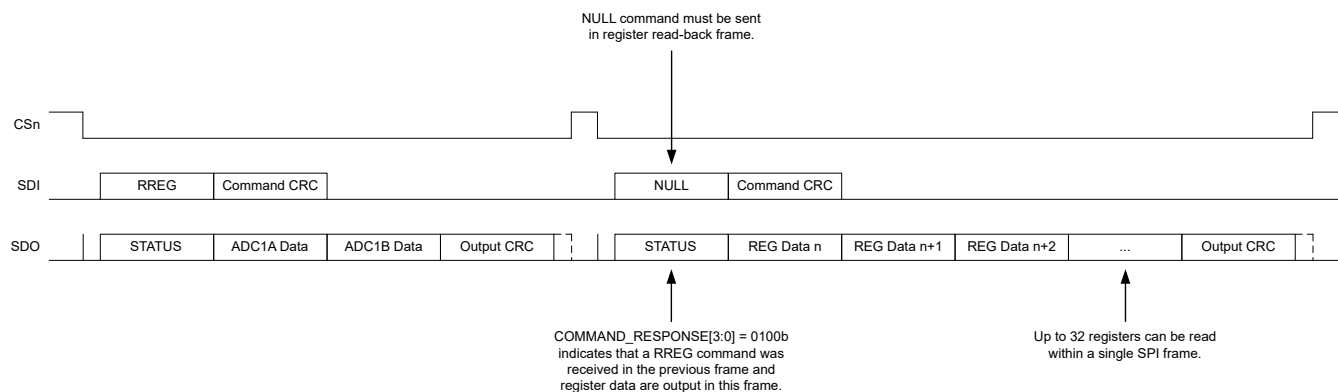 NULL command must be sent
in register read-back frame.
CSn
SDI RREG Command CRC NULL Command CRC
SDO STATUS ADC1A Data ADC1B Data Output CRC STATUS REG Data n REG Data n+1 REG Data n+2 ... Output CRC
COMMAND_RESPONSE[3:0] = 0100b
indicates that a RREG command was
received in the previous frame and
register data are output in this frame.
Up to 32 registers can be read
within a single SPI frame.